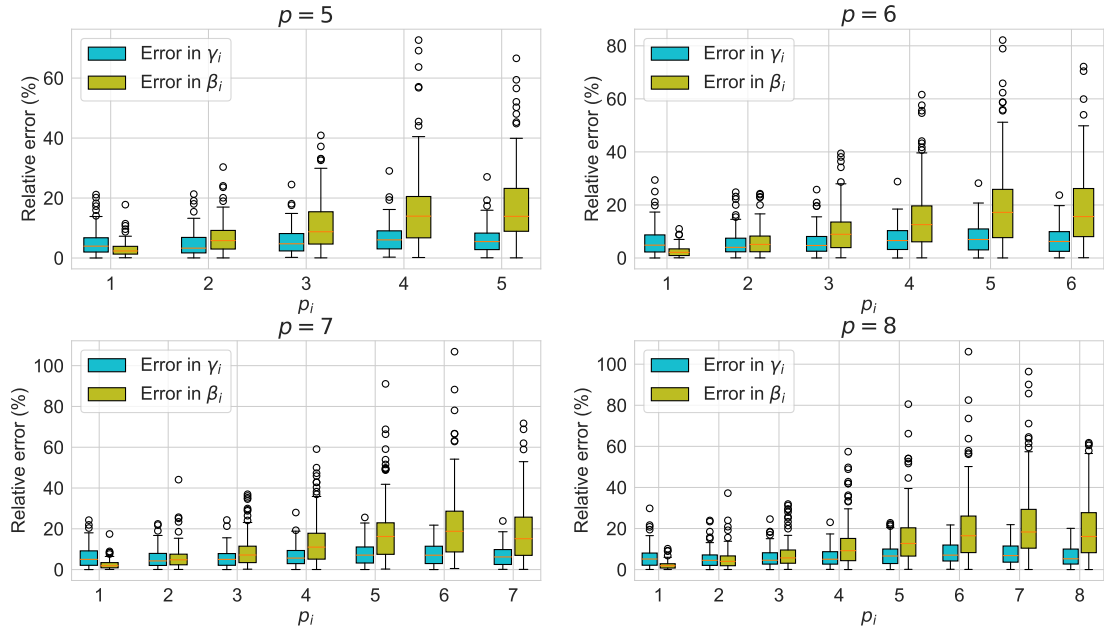 p = 5
Relative error (%)
60
40
20
0
Error in γᵢ
Error in βᵢ
1 2 3 4 5
pᵢ
p = 6
Relative error (%)
80
60
40
20
0
Error in γᵢ
Error in βᵢ
1 2 3 4 5 6
pᵢ
p = 7
Relative error (%)
100
80
60
40
20
0
Error in γᵢ
Error in βᵢ
1 2 3 4 5 6 7
pᵢ
p = 8
Relative error (%)
100
80
60
40
20
0
Error in γᵢ
Error in βᵢ
1 2 3 4 5 6 7 8
pᵢ